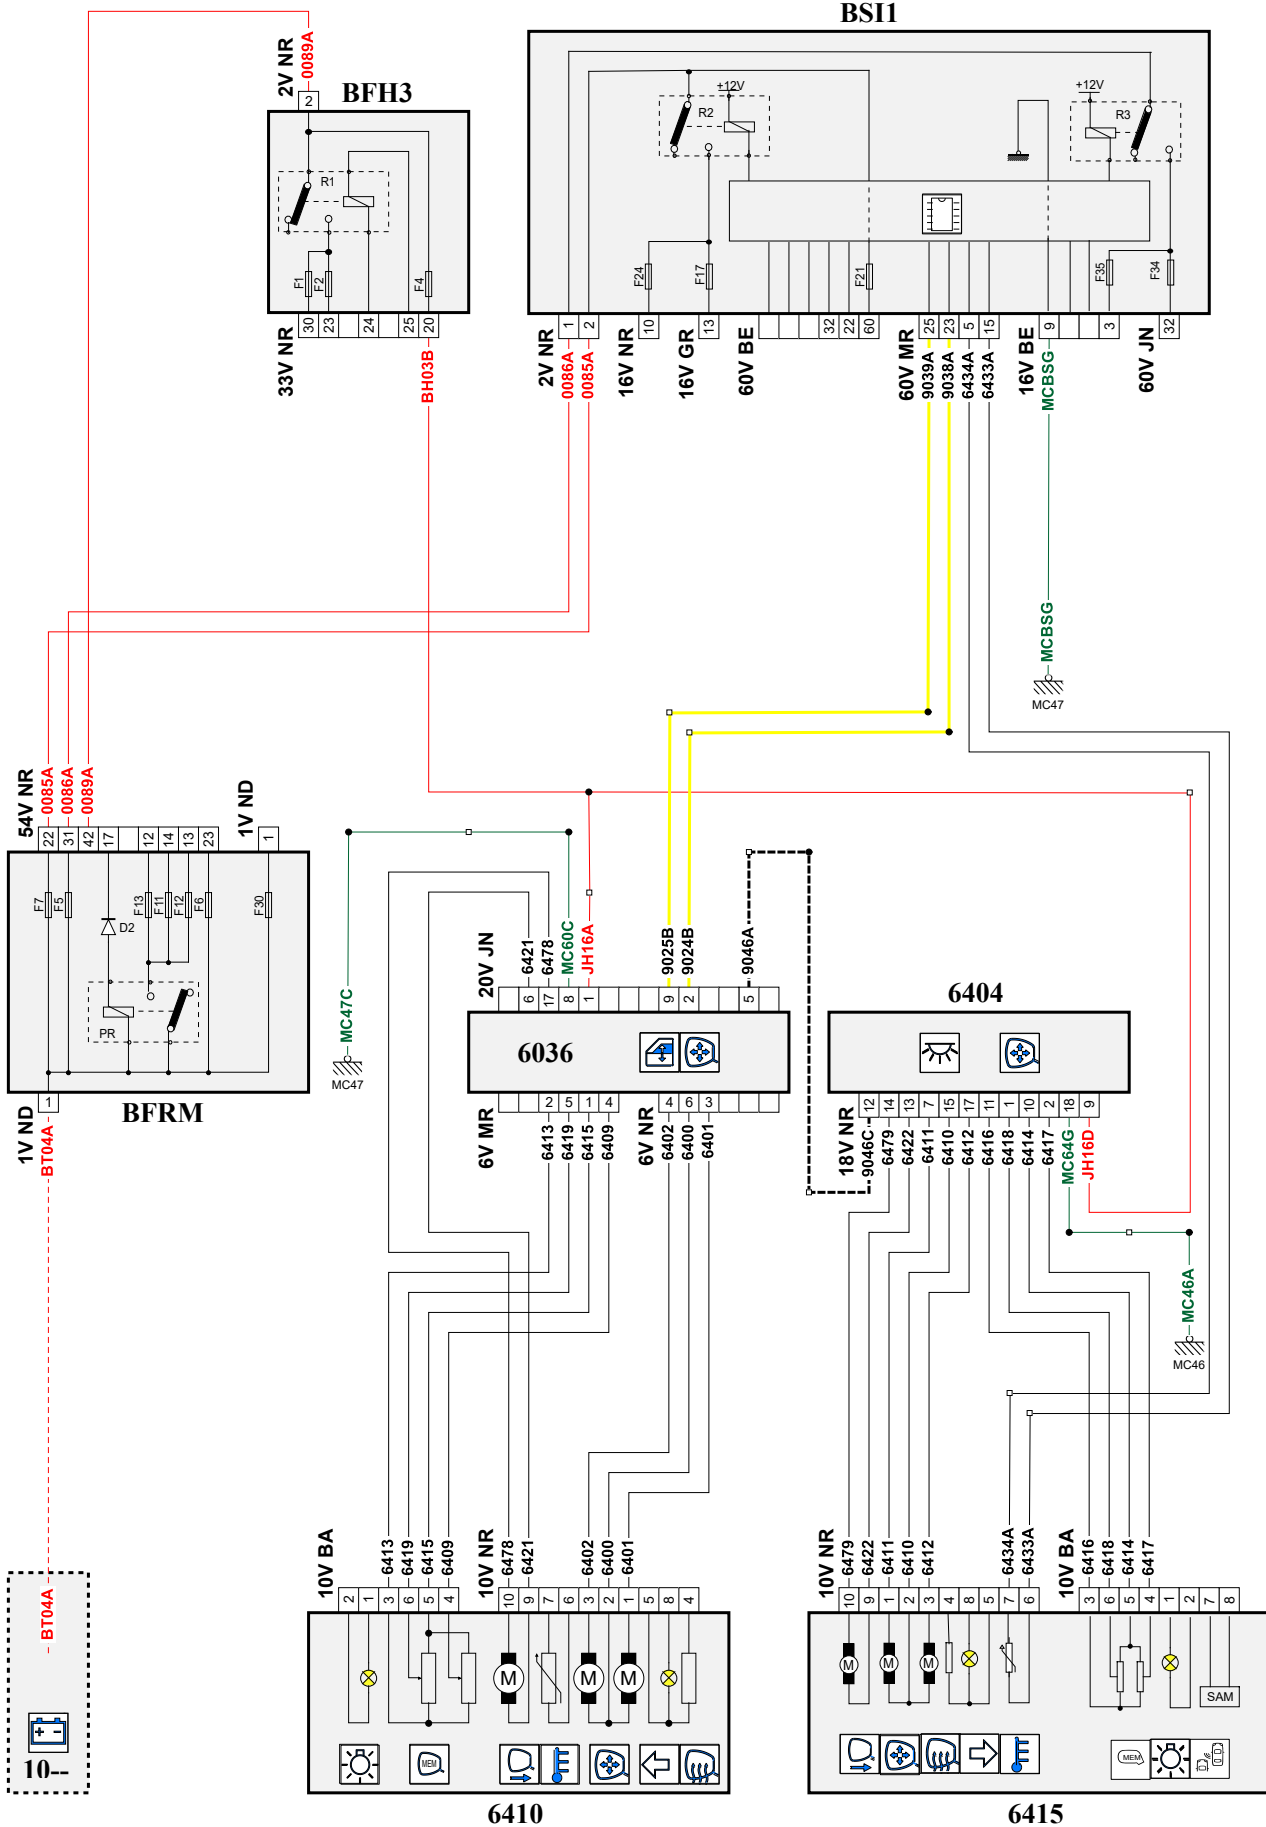 BSI1
2V NR
0089A
2
BFH3
R1
F1
F2
F4
30
23
24
25
20
33V NR
BH03B
+12V
R2
+12V
R3
F24
F17
F21
F35
F34
1
2
10
13
32
22
60
25
23
5
15
9
3
32
2V NR
0086A
0085A
16V NR
16V GR
60V BE
60V MR
9039A
9038A
6434A
6433A
16V BE
MCBSG
60V JN
MCBSG
MC47
54V NR
0085A
0086A
0089A
1V ND
22
31
42
17
12
14
13
23
1
F7
F5
D2
F13
F11
F12
F6
F30
PR
1
BFRM
1V ND
BT04A
MC47C
MC47
20V JN
6421
6478
MC60C
JH16A
9025B
9024B
9046A
6
17
8
1
9
2
5
6036
2
5
1
4
4
6
3
6V MR
6413
6419
6415
6409
6V NR
6402
6400
6401
6404
12
14
13
7
15
17
11
1
10
2
18
9
18V NR
9046C
6479
6422
6411
6410
6412
6416
6418
6414
6417
MC64G
JH16D
MC46A
MC46
BT04A
10--
10V BA
6413
6419
6415
6409
10V NR
6478
6421
6402
6400
6401
2
1
3
6
5
4
10
9
7
6
3
2
1
5
8
4
M
M
M
MEM
6410
10V NR
6479
6422
6411
6410
6412
6434A
6433A
10V BA
6416
6418
6414
6417
10
9
1
2
3
4
8
5
7
6
3
6
5
4
1
2
7
8
M
M
M
SAM
MEM
6415